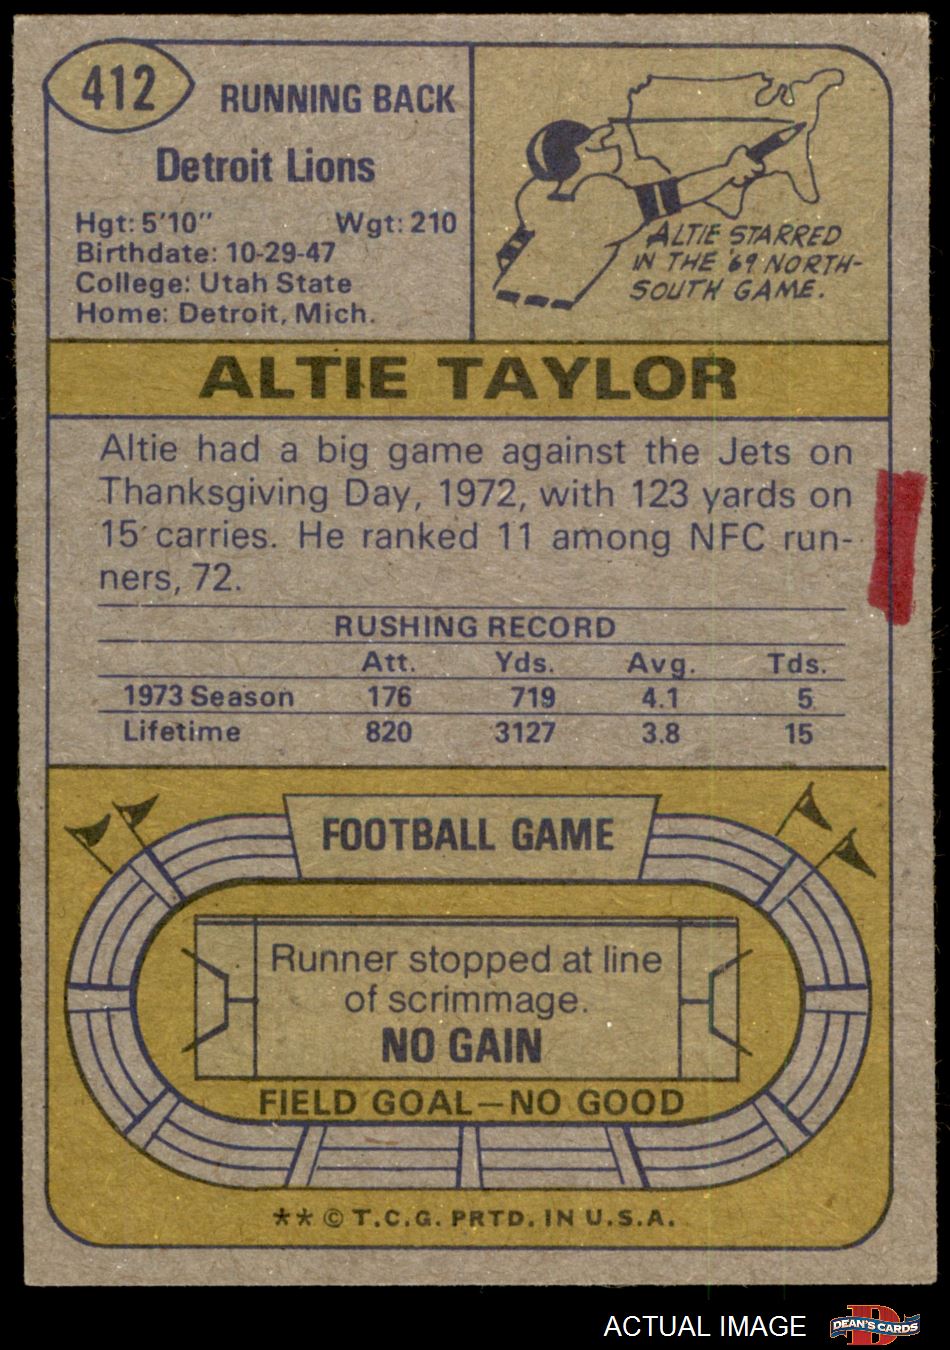 412
RUNNING BACK
Detroit Lions
Hgt: 5'10" Wgt: 210
Birthdate: 10-29-47
College: Utah State
Home: Detroit, Mich.
ALTIE STARRED
IN THE '69 NORTH-
SOUTH GAME.
ALTIE TAYLOR
Altie had a big game against the Jets on
Thanksgiving Day, 1972, with 123 yards on
15 carries. He ranked 11 among NFC run-
ners, 72.
RUSHING RECORD
Att. Yds. Avg. Tds.
1973 Season 176 719 4.1 5
Lifetime 820 3127 3.8 15
FOOTBALL GAME
Runner stopped at line
of scrimmage.
NO GAIN
FIELD GOAL—NO GOOD
** © T.C.G. PRTD. IN U.S.A.
ACTUAL IMAGE
D
DEAN'S CARDS